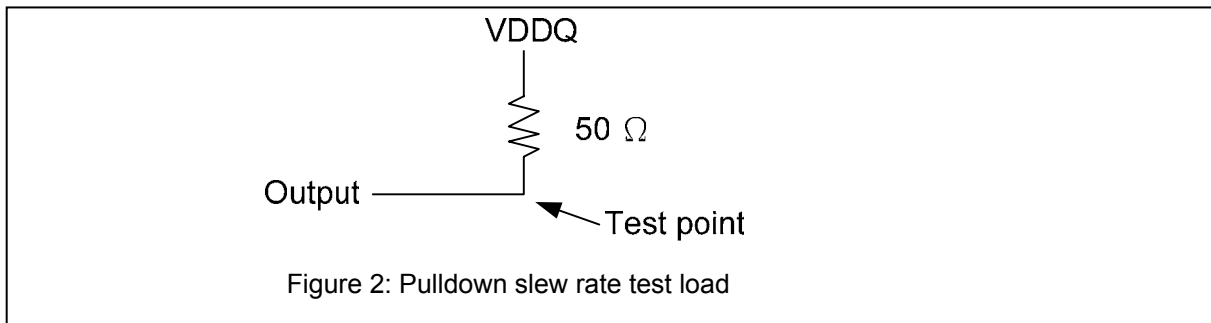 VDDQ
50 Ω
Output
Test point
Figure 2: Pulldown slew rate test load